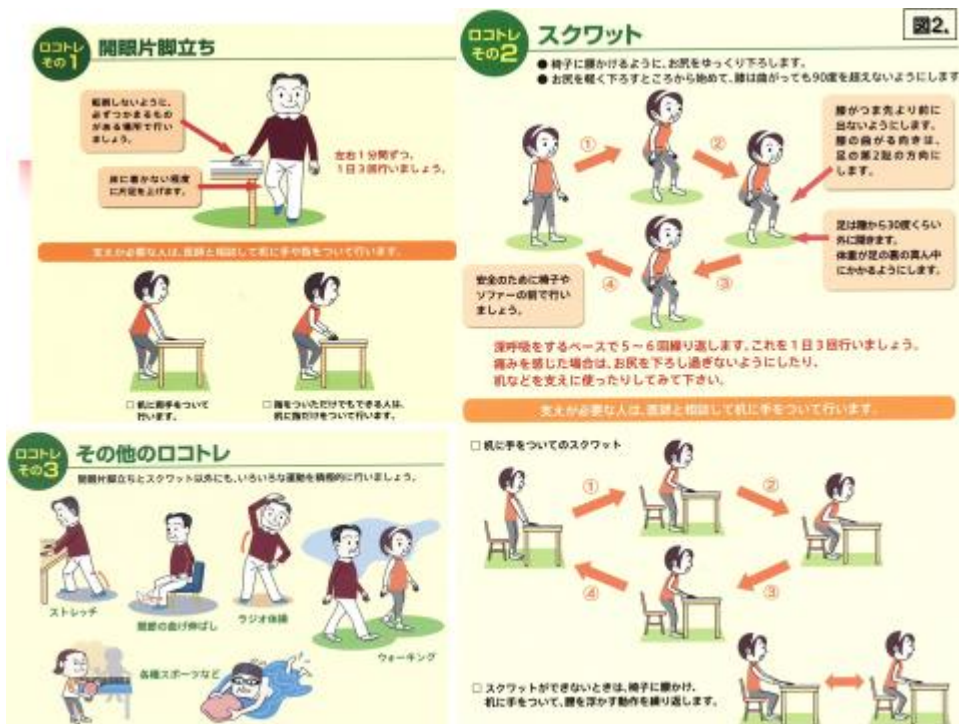 ロコトレ
その1
開眼片脚立ち
転倒しないように、
必ずつかまるもの
がある場所で行い
ましょう。
床に着かない程度
に片足を上げます。
左右1分間ずつ、
1日3回行いましょう。
支えが必要な人は、医師と相談して机に手や指をついて行います。
□ 机に両手をついて
行います。
□ 指をついただけでもできる人は、
机に指だけをついて行います。
図2.
ロコトレ
その2
スクワット
● 椅子に腰かけるように、お尻をゆっくり下ろします。
● お尻を軽く下ろすところから始めて、膝は曲がっても90度を超えないようにします
①
②
③
④
膝がつま先より前に
出ないようにします。
膝の曲がる向きは、
足の第2趾の方向に
します。
足は踵から30度くらい
外に開きます。
体重が足の裏の真ん中
にかかるようにします。
安全のために椅子や
ソファーの前で行い
ましょう。
深呼吸をするペースで5～6回繰り返します。これを1日3回行いましょう。
痛みを感じた場合は、お尻を下ろし過ぎないようにしたり、
机などを支えに使ったりしてみて下さい。
支えが必要な人は、医師と相談して机に手をついて行います。
□ 机に手をついてのスクワット
①
②
③
④
□ スクワットができないときは、椅子に腰かけ、
机に手をついて、腰を浮かす動作を繰り返します。
ロコトレ
その3
その他のロコトレ
開眼片脚立ちとスクワット以外にも、いろいろな運動を積極的に行いましょう。
ストレッチ
関節の曲げ伸ばし
ラジオ体操
ウォーキング
各種スポーツなど